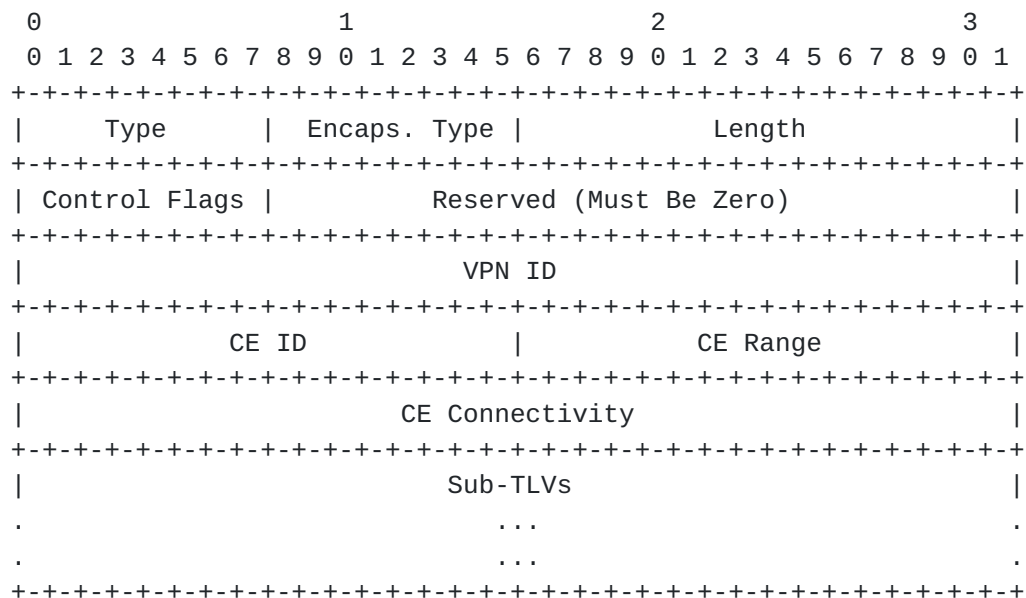 0                   1                   2                   3
 0 1 2 3 4 5 6 7 8 9 0 1 2 3 4 5 6 7 8 9 0 1 2 3 4 5 6 7 8 9 0 1
+-+-+-+-+-+-+-+-+-+-+-+-+-+-+-+-+-+-+-+-+-+-+-+-+-+-+-+-+-+-+-+-+
|     Type      |  Encaps. Type |            Length             |
+-+-+-+-+-+-+-+-+-+-+-+-+-+-+-+-+-+-+-+-+-+-+-+-+-+-+-+-+-+-+-+-+
| Control Flags |          Reserved (Must Be Zero)              |
+-+-+-+-+-+-+-+-+-+-+-+-+-+-+-+-+-+-+-+-+-+-+-+-+-+-+-+-+-+-+-+-+
|                            VPN ID                             |
+-+-+-+-+-+-+-+-+-+-+-+-+-+-+-+-+-+-+-+-+-+-+-+-+-+-+-+-+-+-+-+-+
|             CE ID             |           CE Range            |
+-+-+-+-+-+-+-+-+-+-+-+-+-+-+-+-+-+-+-+-+-+-+-+-+-+-+-+-+-+-+-+-+
|                        CE Connectivity                        |
+-+-+-+-+-+-+-+-+-+-+-+-+-+-+-+-+-+-+-+-+-+-+-+-+-+-+-+-+-+-+-+-+
|                           Sub-TLVs                            |
.                              ...                              .
.                              ...                              .
+-+-+-+-+-+-+-+-+-+-+-+-+-+-+-+-+-+-+-+-+-+-+-+-+-+-+-+-+-+-+-+-+